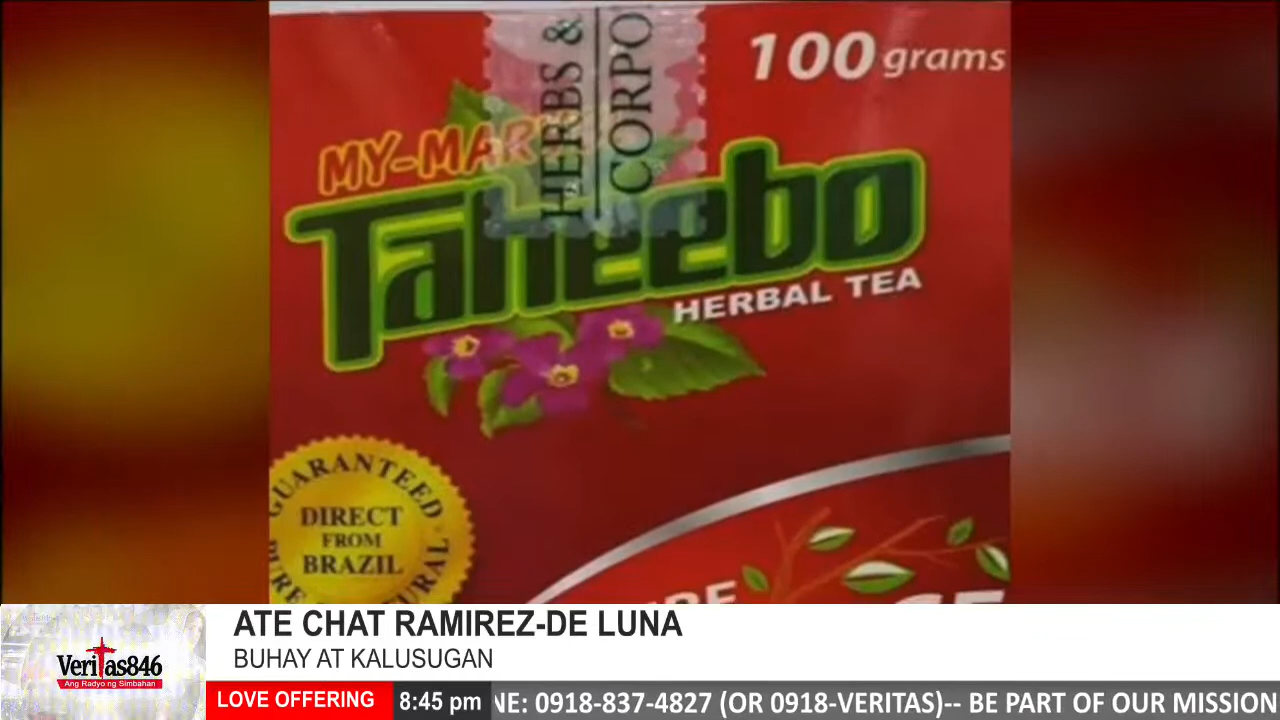 100 grams
HERBS &
CORPO
MY-MAR
Taheebo
HERBAL TEA
GUARANTEED
DIRECT
FROM
BRAZIL
ATE CHAT RAMIREZ-DE LUNA
BUHAY AT KALUSUGAN
Veritas846
Ang Radyo ng Simbahan
LOVE OFFERING
8:45 pm
NE: 0918-837-4827 (OR 0918-VERITAS)-- BE PART OF OUR MISSION